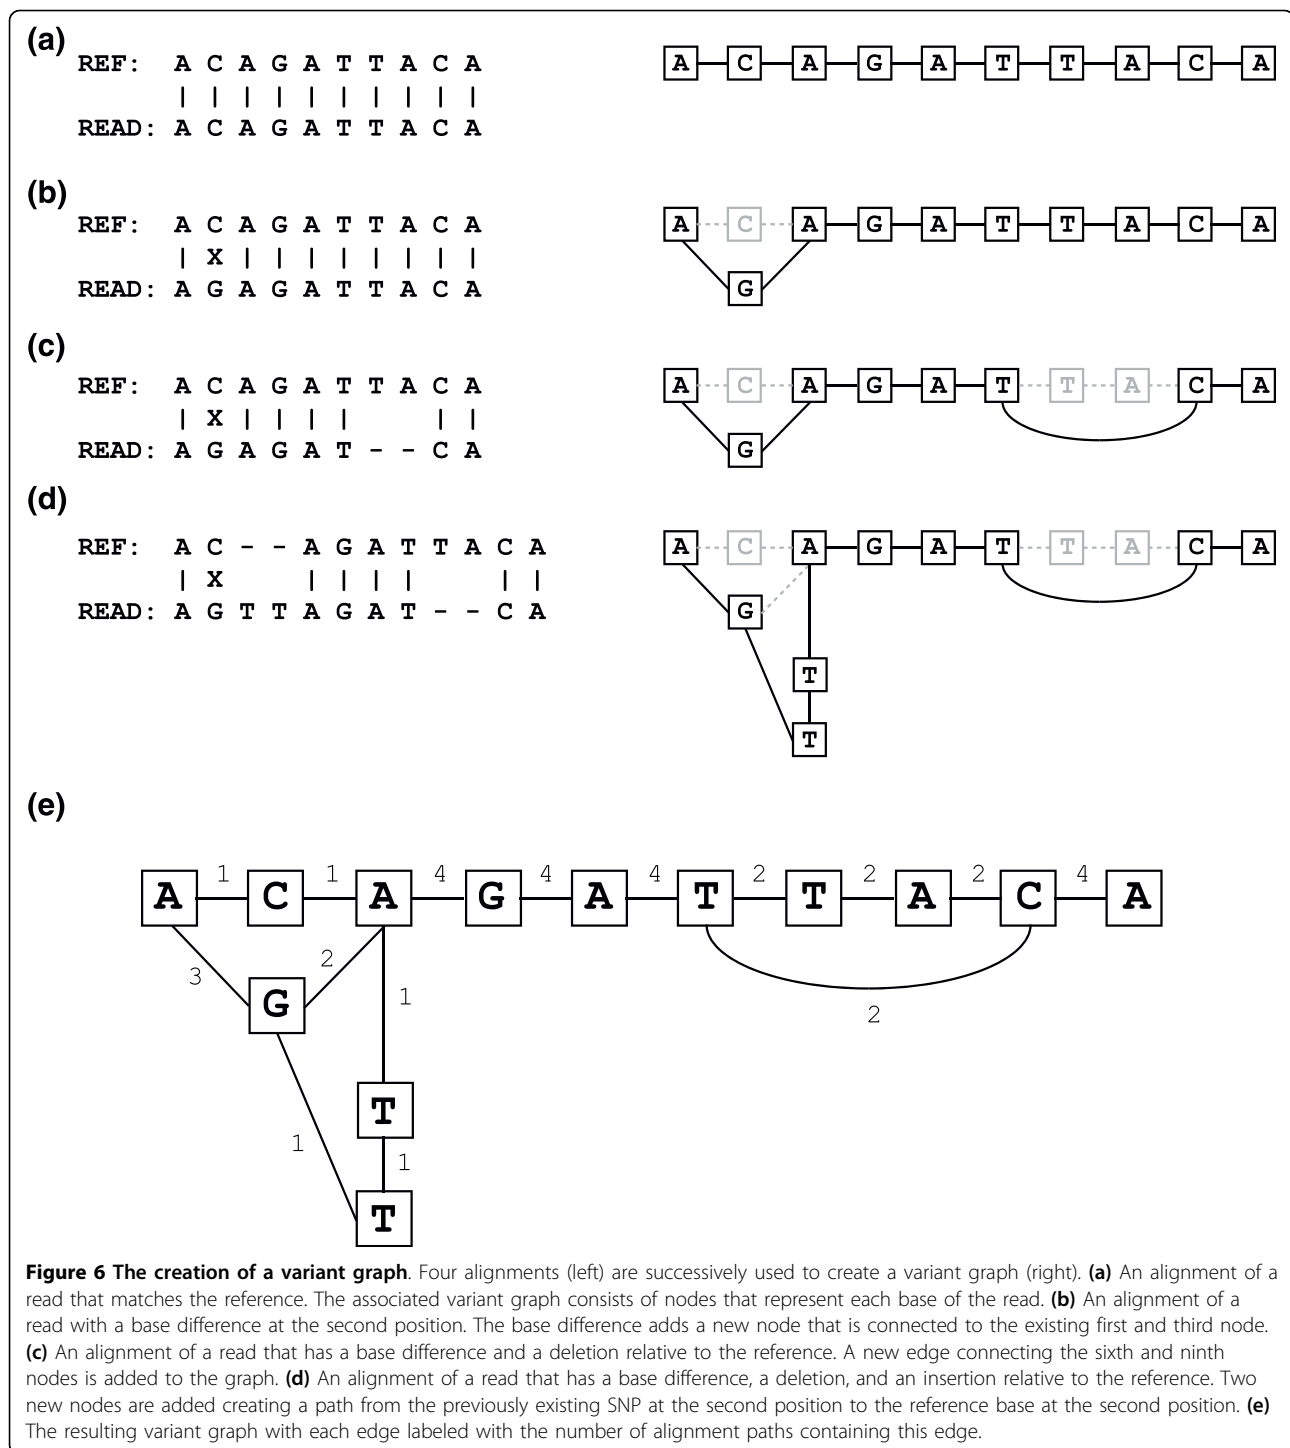 (a)
REF: A C A G A T T A C A
| | | | | | | | | |
READ: A C A G A T T A C A
A C A G A T T A C A
(b)
REF: A C A G A T T A C A
| X | | | | | | | |
READ: A G A G A T T A C A
A C A G A T T A C A
G
(c)
REF: A C A G A T T A C A
| X | | | | | |
READ: A G A G A T - - C A
A C A G A T T A C A
G
(d)
REF: A C - - A G A T T A C A
| X | | | | | |
READ: A G T T A G A T - - C A
A C A G A T T A C A
G
T
T
(e)
1 1 4 4 4 2 2 2 4
A C A G A T T A C A
3 2
G 1
2
T
1
1
T
Figure 6 The creation of a variant graph. Four alignments (left) are successively used to create a variant graph (right). (a) An alignment of a
read that matches the reference. The associated variant graph consists of nodes that represent each base of the read. (b) An alignment of a
read with a base difference at the second position. The base difference adds a new node that is connected to the existing first and third node.
(c) An alignment of a read that has a base difference and a deletion relative to the reference. A new edge connecting the sixth and ninth
nodes is added to the graph. (d) An alignment of a read that has a base difference, a deletion, and an insertion relative to the reference. Two
new nodes are added creating a path from the previously existing SNP at the second position to the reference base at the second position. (e)
The resulting variant graph with each edge labeled with the number of alignment paths containing this edge.